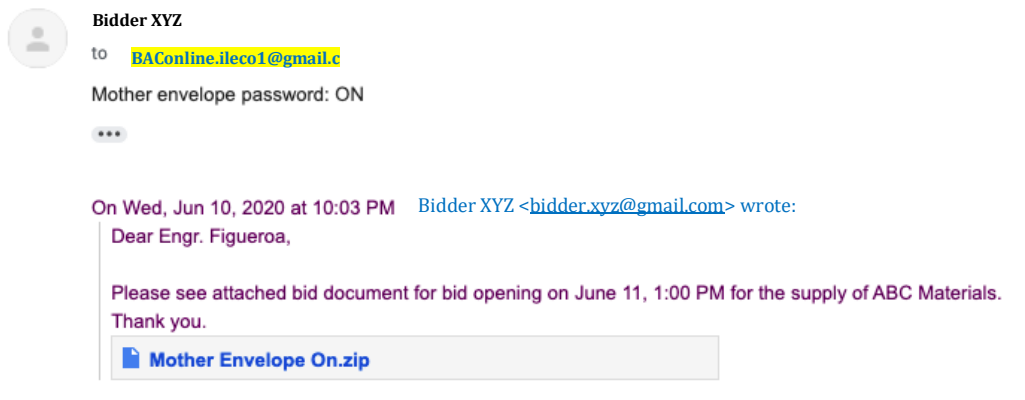 Bidder XYZ
to BAConline.ileco1@gmail.c
Mother envelope password: ON
On Wed, Jun 10, 2020 at 10:03 PM Bidder XYZ <bidder.xyz@gmail.com> wrote:
Dear Engr. Figueroa,
Please see attached bid document for bid opening on June 11, 1:00 PM for the supply of ABC Materials.
Thank you.
Mother Envelope On.zip